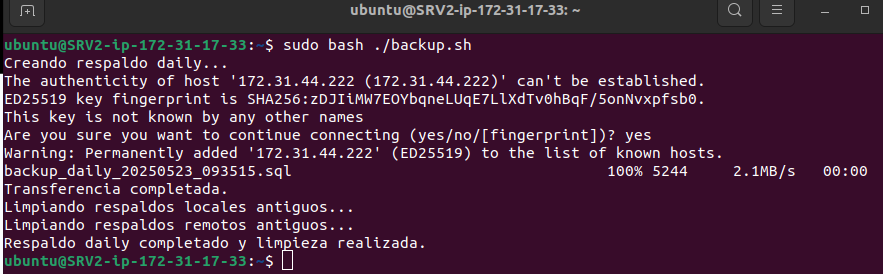 ubuntu@SRV2-ip-172-31-17-33: ~
ubuntu@SRV2-ip-172-31-17-33:~$ sudo bash ./backup.sh
Creando respaldo daily...
The authenticity of host '172.31.44.222 (172.31.44.222)' can't be established.
ED25519 key fingerprint is SHA256:zDJIiMW7EOYbqneLUqE7LlXdTv0hBqF/5onNvxpfsb0.
This key is not known by any other names
Are you sure you want to continue connecting (yes/no/[fingerprint])? yes
Warning: Permanently added '172.31.44.222' (ED25519) to the list of known hosts.
backup_daily_20250523_093515.sql 100% 5244 2.1MB/s 00:00
Transferencia completada.
Limpiando respaldos locales antiguos...
Limpiando respaldos remotos antiguos...
Respaldo daily completado y limpieza realizada.
ubuntu@SRV2-ip-172-31-17-33:~$